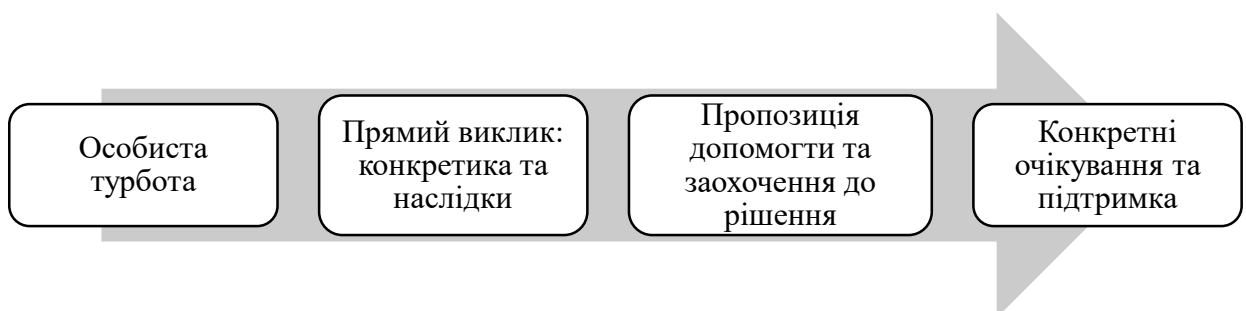 Особиста
турбота
Прямий виклик:
конкретика та
наслідки
Пропозиція
допомогти та
заохочення до
рішення
Конкретні
очікування та
підтримка